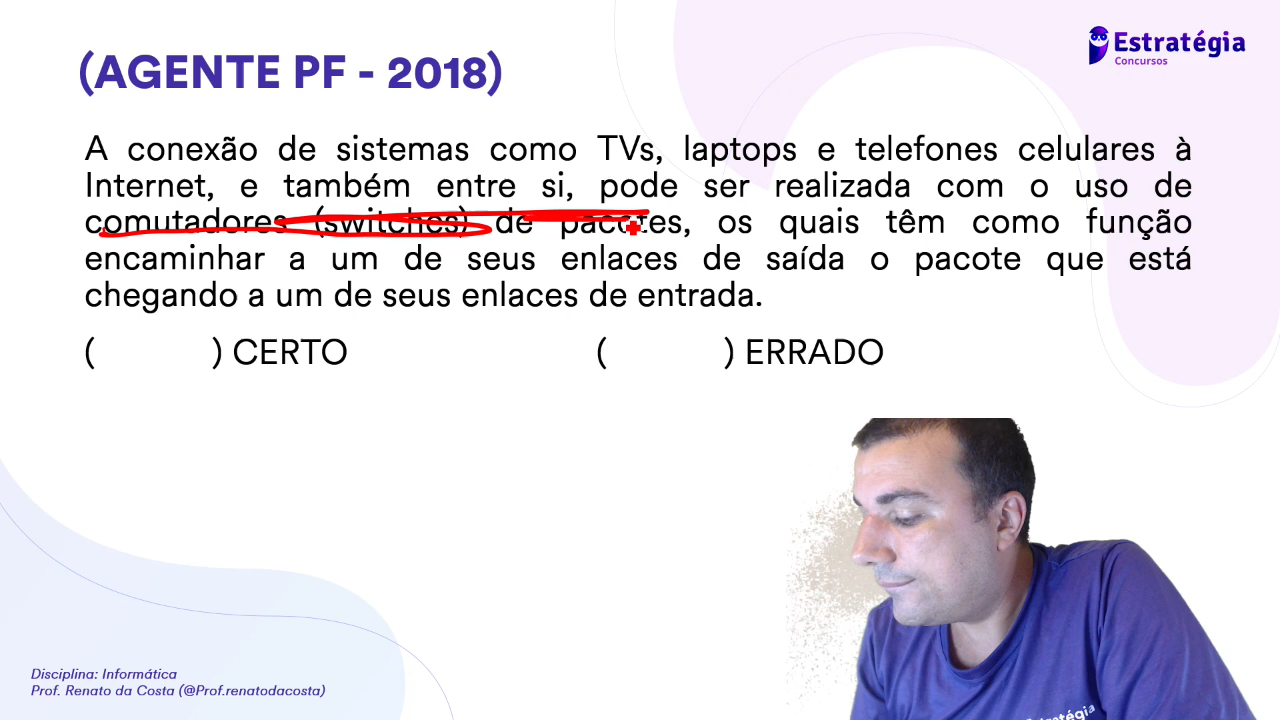 (AGENTE PF - 2018)
Estratégia
Concursos
A conexão de sistemas como TVs, laptops e telefones celulares à
Internet, e também entre si, pode ser realizada com o uso de
comutadores (switches) de pacotes, os quais têm como função
encaminhar a um de seus enlaces de saída o pacote que está
chegando a um de seus enlaces de entrada.
( ) CERTO ( ) ERRADO
Disciplina: Informática
Prof. Renato da Costa (@Prof.renatodacosta)